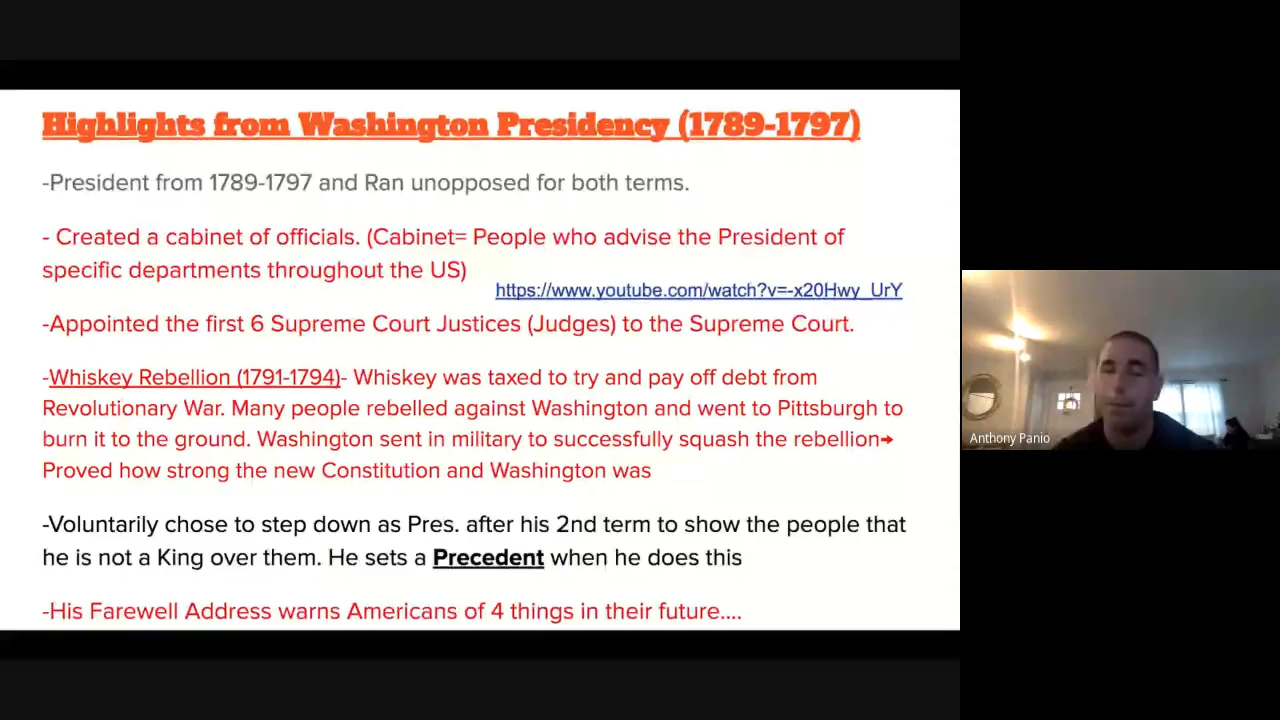 Highlights from Washington Presidency (1789-1797)
-President from 1789-1797 and Ran unopposed for both terms.
- Created a cabinet of officials. (Cabinet= People who advise the President of
specific departments throughout the US)
https://www.youtube.com/watch?v=-x20Hwy_UrY
-Appointed the first 6 Supreme Court Justices (Judges) to the Supreme Court.
-Whiskey Rebellion (1791-1794)- Whiskey was taxed to try and pay off debt from
Revolutionary War. Many people rebelled against Washington and went to Pittsburgh to
burn it to the ground. Washington sent in military to successfully squash the rebellion→
Proved how strong the new Constitution and Washington was
-Voluntarily chose to step down as Pres. after his 2nd term to show the people that
he is not a King over them. He sets a Precedent when he does this
-His Farewell Address warns Americans of 4 things in their future....
Anthony Panio